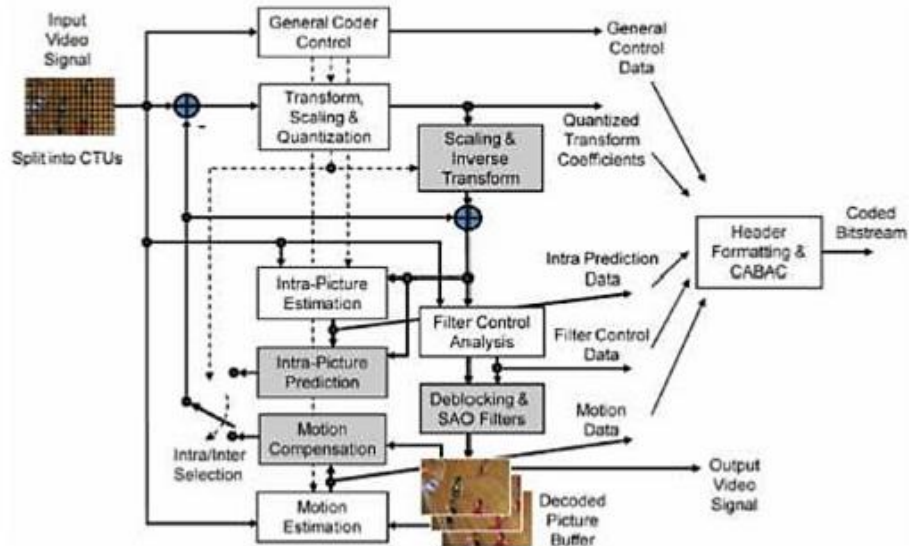 Input
Video
Signal
Split into CTUs
General Coder
Control
Transform,
Scaling &
Quantization
Scaling &
Inverse
Transform
General
Control
Data
Quantized
Transform
Coefficients
Header
Formatting &
CABAC
Coded
Bitstream
Intra-Picture
Estimation
Intra Prediction
Data
Filter Control
Analysis
Filter Control
Data
Intra-Picture
Prediction
Deblocking &
SAO Filters
Motion
Data
Motion
Compensation
Intra/Inter
Selection
Motion
Estimation
Decoded
Picture
Buffer
Output
Video
Signal